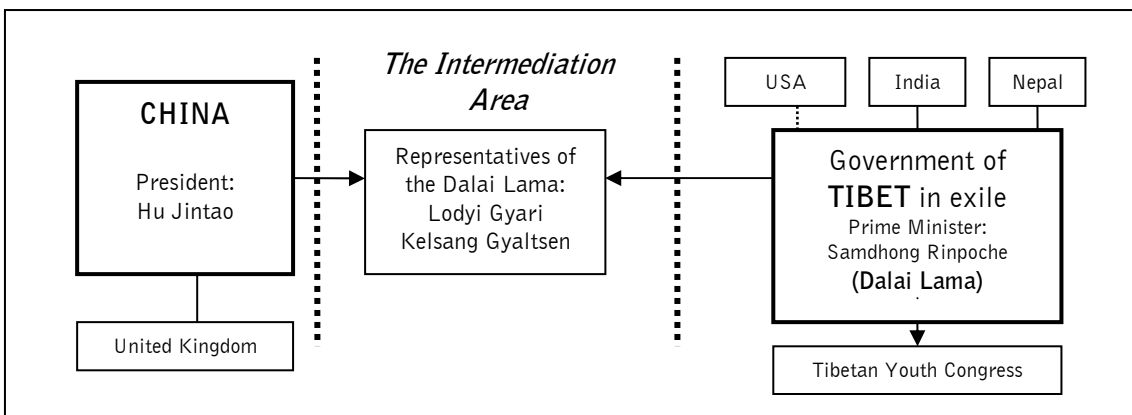 The Intermediation
Area
CHINA
President:
Hu Jintao
United Kingdom
Representatives of
the Dalai Lama:
Lodyi Gyari
Kelsang Gyaltsen
USA
India
Nepal
Government of
TIBET in exile
Prime Minister:
Samdhong Rinpoche
(Dalai Lama)
.
Tibetan Youth Congress